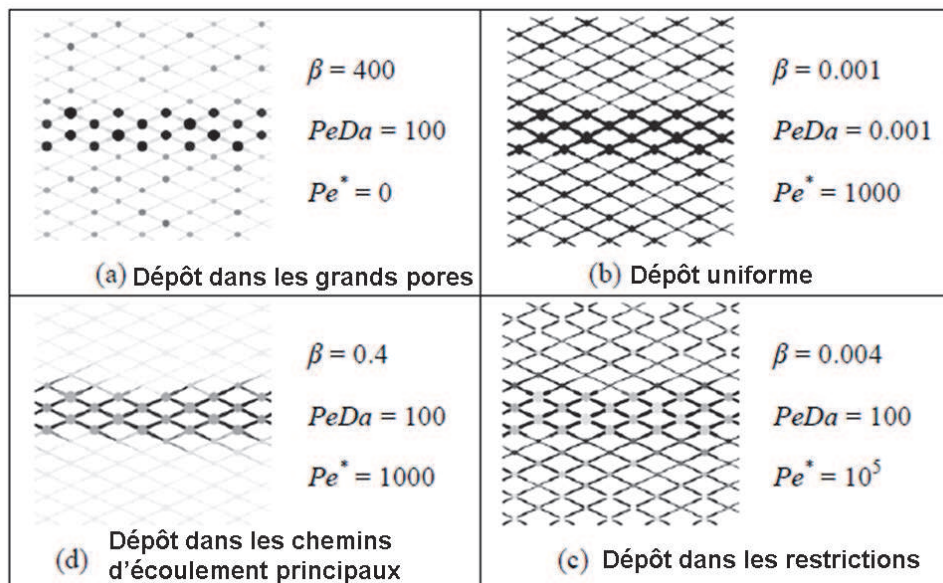 β = 400
PeDa = 100
Pe* = 0
(a) Dépôt dans les grands pores
β = 0.001
PeDa = 0.001
Pe* = 1000
(b) Dépôt uniforme
β = 0.4
PeDa = 100
Pe* = 1000
(d) Dépôt dans les chemins
d'écoulement principaux
β = 0.004
PeDa = 100
Pe* = 10⁵
(c) Dépôt dans les restrictions